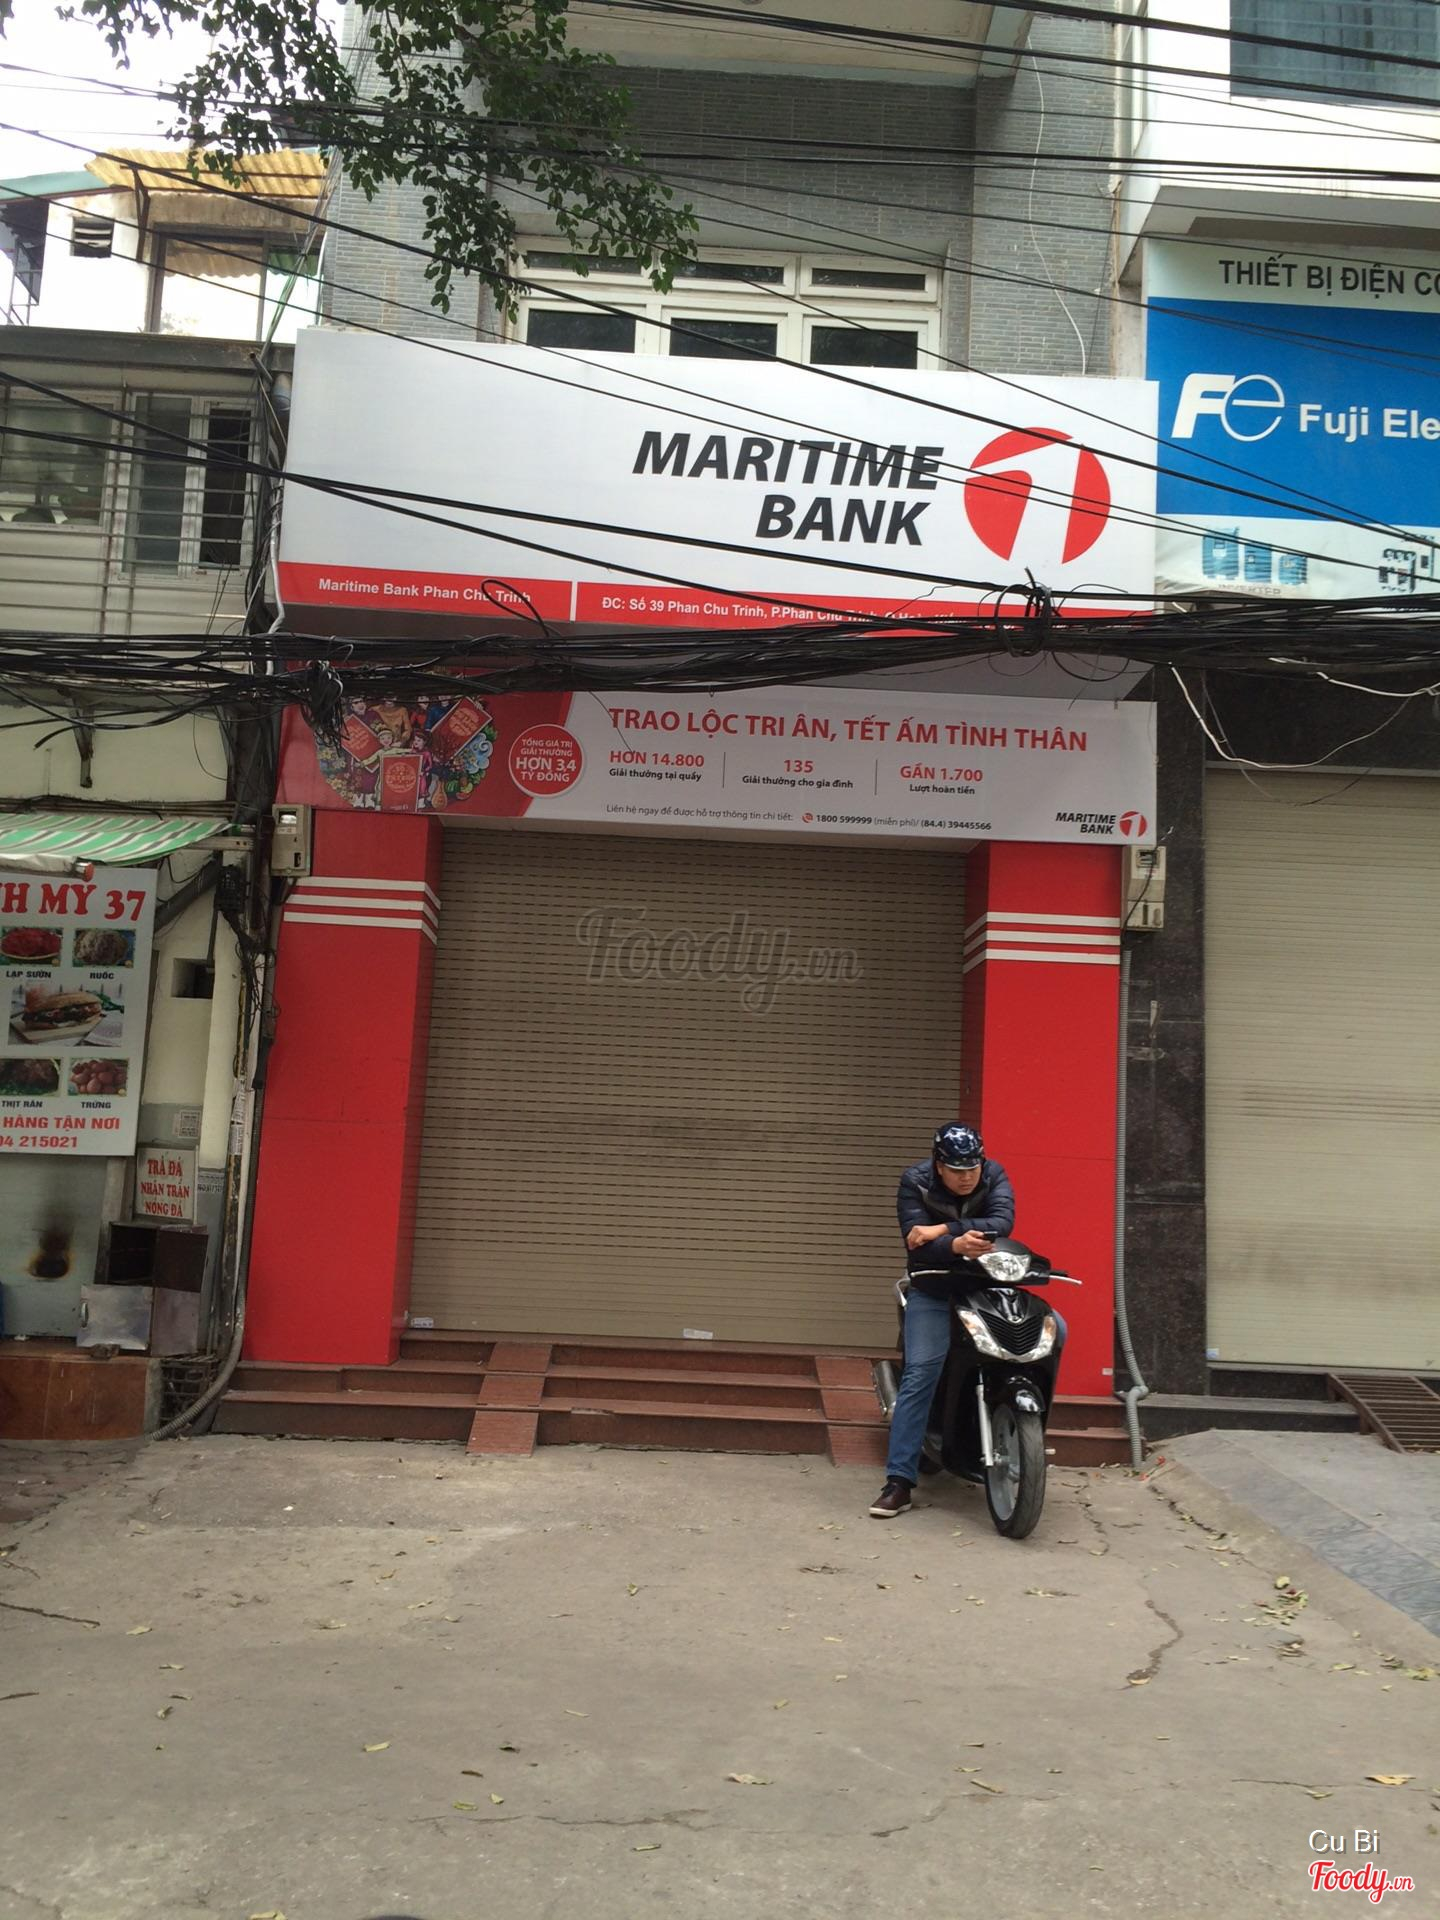 THIẾT BỊ ĐIỆN
Fe Fuji
MARITIME
BANK
INVERTER
Maritime Bank Phan Chu Trinh
ĐC: Số 39 Phan Chu Trinh, P.Phan Chu Trinh,
TRAO LỘC TRI ÂN, TẾT ẤM TÌNH THÂN
TỔNG GIÁ TRỊ
GIẢI THƯỞNG
HƠN 3,4
TỶ ĐỒNG
HƠN 14.800
Giải thưởng tại quầy
135
Giải thưởng cho gia đình
GẦN 1.700
Lượt hoàn tiền
Liên hệ ngay để được hỗ trợ thông tin chi tiết: 1800 599999 (miễn phí)/ (84.4) 39445566
MARITIME
BANK
MỲ 37
LẠP SƯỜN
RUỐC
THỊT RÁN
TRỨNG
HÀNG TẬN NƠI
04 215021
TRÀ ĐÁ
NHÂN TRẦN
NÓNG ĐÁ
Foody.vn
Cu Bi
Foody.vn